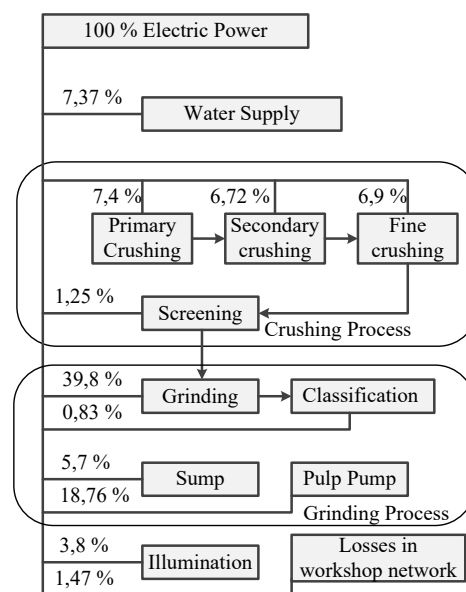 100 % Electric Power
7,37 %
Water Supply
7,4 %
6,72 %
6,9 %
Primary
Crushing
Secondary
crushing
Fine
crushing
1,25 %
Screening
Crushing Process
39,8 %
Grinding
Classification
0,83 %
5,7 %
Sump
Pulp Pump
18,76 %
Grinding Process
3,8 %
Illumination
Losses in
workshop network
1,47 %